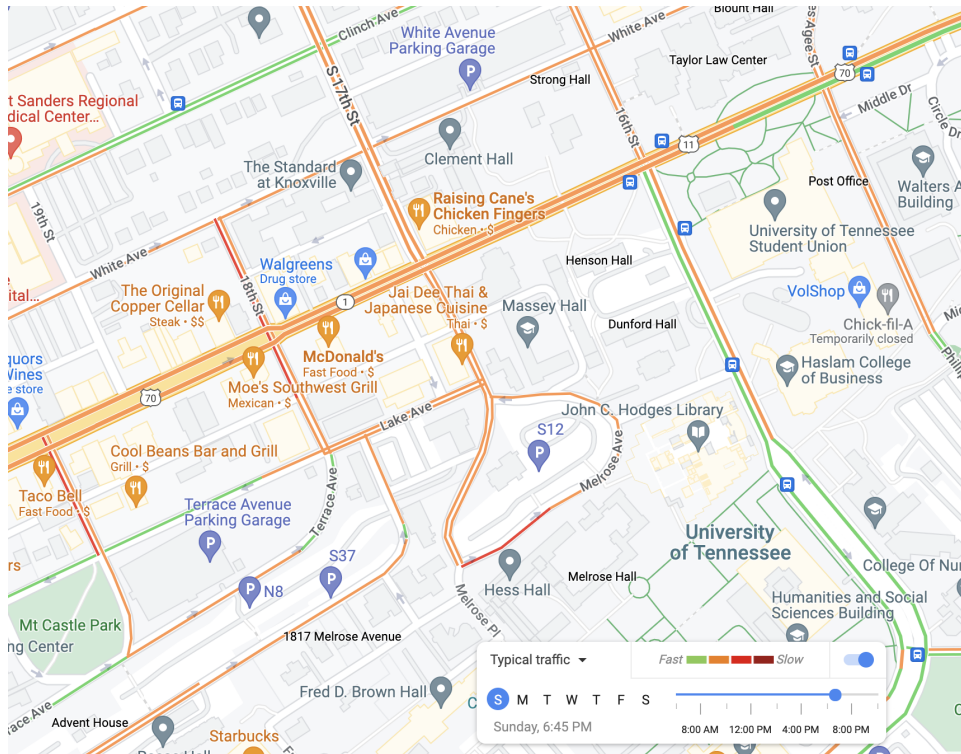 Blount Hall
Clinch Ave
White Avenue
Parking Garage
White Ave
es Agee St
Taylor Law Center
Strong Hall
S 17th St
16th St
70
Middle Dr
Circle Dr
t Sanders Regional
dical Center...
11
Clement Hall
The Standard
at Knoxville
Post Office
Walters A
Building
Raising Cane's
Chicken Fingers
Chicken • $
19th St
University of Tennessee
Student Union
White Ave
Walgreens
Drug store
Henson Hall
ital...
18th St
The Original
Copper Cellar
Steak • $$
1
Jai Dee Thai &
Japanese Cuisine
Thai • $
Massey Hall
VolShop
Chick-fil-A
Temporarily closed
Dunford Hall
McDonald's
Fast Food • $
quors
Wines
e store
Moe's Southwest Grill
Mexican • $
Haslam College
of Business
70
Lake Ave
John C. Hodges Library
S12
Melrose Ave
Cool Beans Bar and Grill
Grill • $
Taco Bell
Fast Food • $
Terrace Avenue
Parking Garage
Terrace Ave
University
of Tennessee
S37
N8
Hess Hall
Melrose Hall
College Of Nu
rs
Melrose Pl
Humanities and Social
Sciences Building
Mt Castle Park
ng Center
1817 Melrose Avenue
Fred D. Brown Hall
race Ave
Advent House
Starbucks
Typical traffic
Fast
Slow
S M T W T F S
Sunday, 6:45 PM
8:00 AM 12:00 PM 4:00 PM 8:00 PM